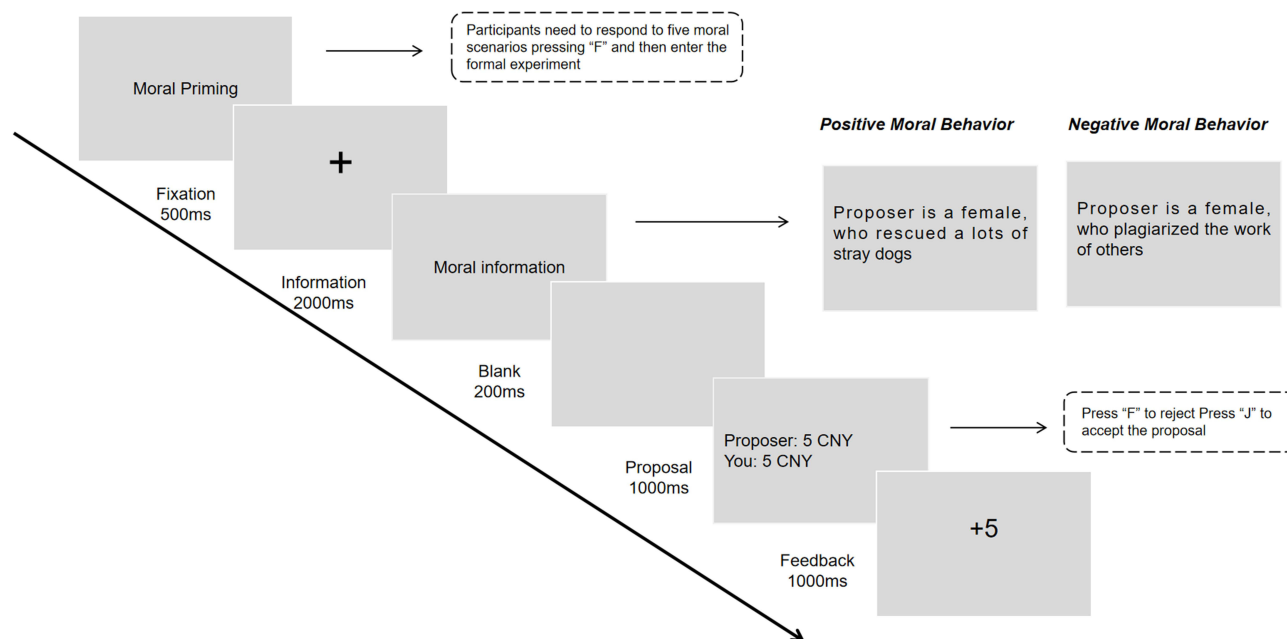 Participants need to respond to five moral
scenarios pressing “F” and then enter the
formal experiment
Moral Priming
Positive Moral Behavior
Negative Moral Behavior
+
Fixation
500ms
Proposer is a female,
who rescued a lots of
stray dogs
Proposer is a female,
who plagiarized the work
of others
Moral information
Information
2000ms
Blank
200ms
Press “F” to reject Press “J” to
accept the proposal
Proposer: 5 CNY
You: 5 CNY
Proposal
1000ms
+5
Feedback
1000ms